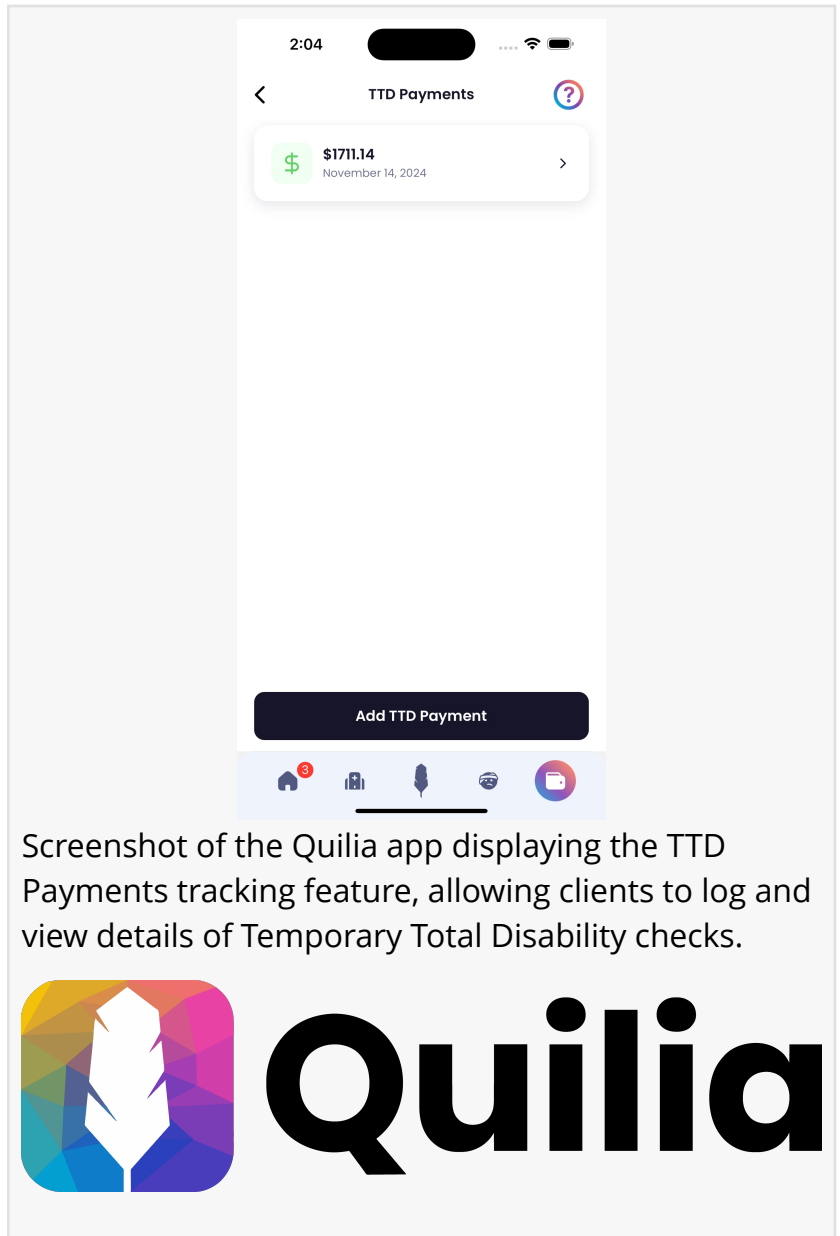 2:04
TTD Payments
?
$1711.14
November 14, 2024
Add TTD Payment
3
Screenshot of the Quilia app displaying the TTD
Payments tracking feature, allowing clients to log and
view details of Temporary Total Disability checks.
Quilia